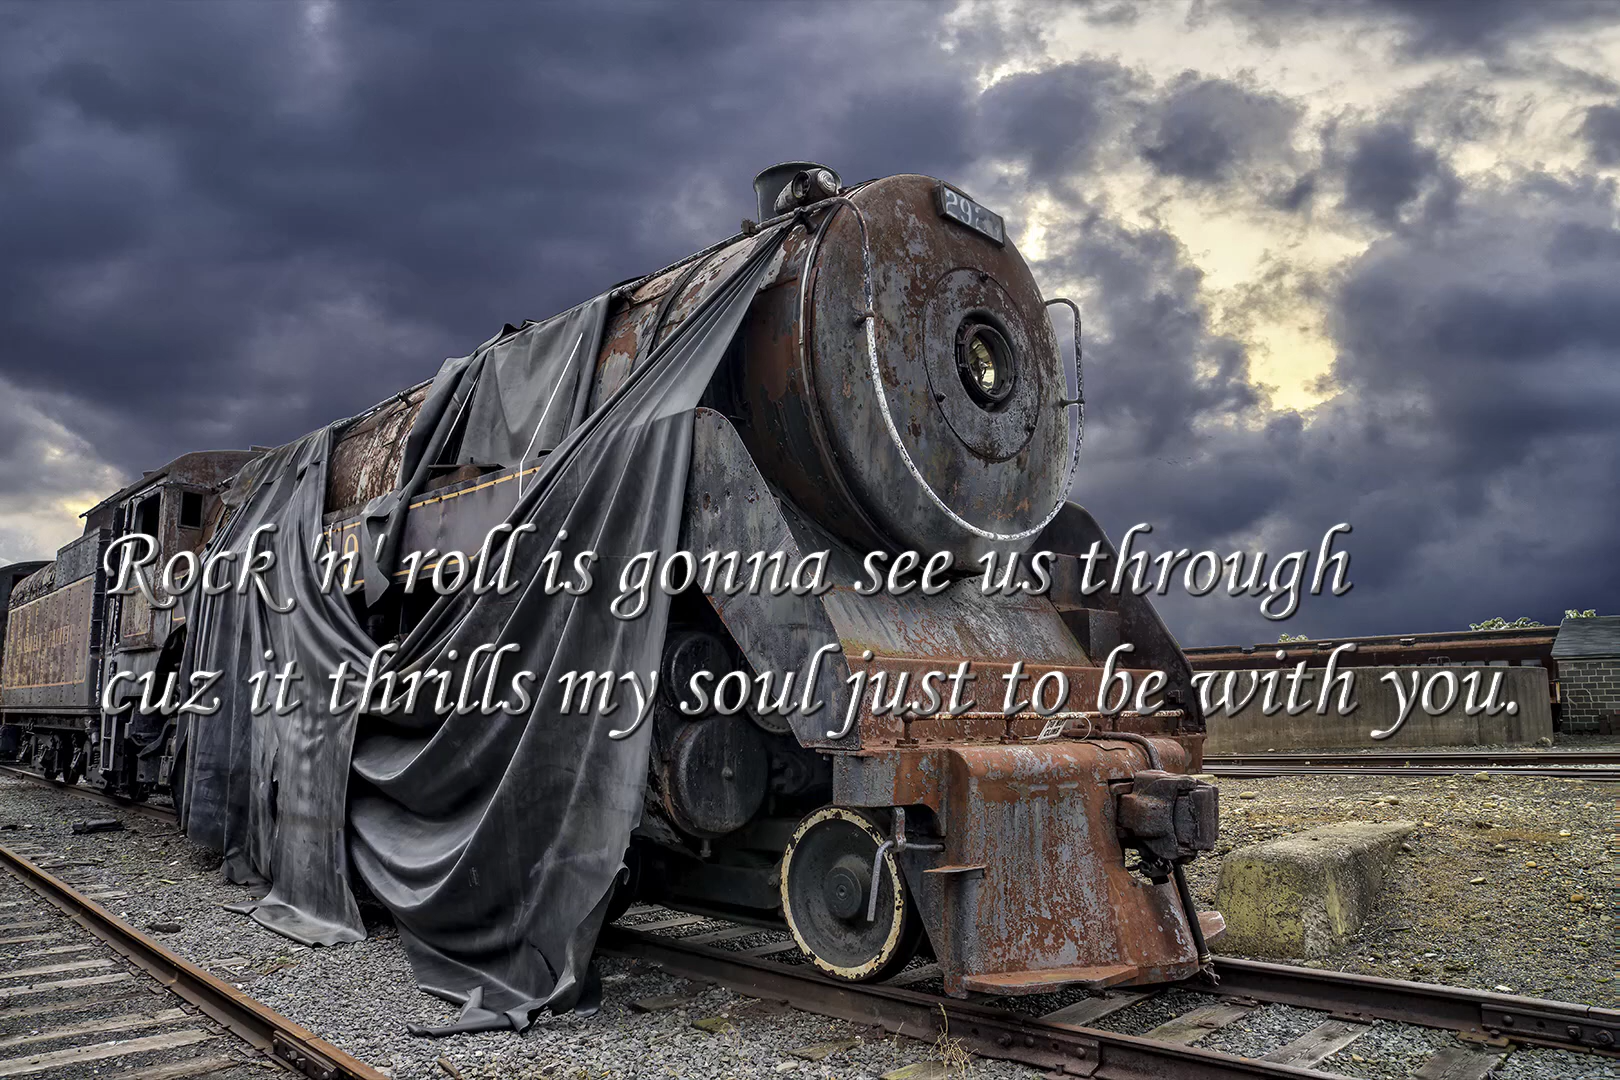 Rock 'n' roll is gonna see us through
cuz it thrills my soul just to be with you.